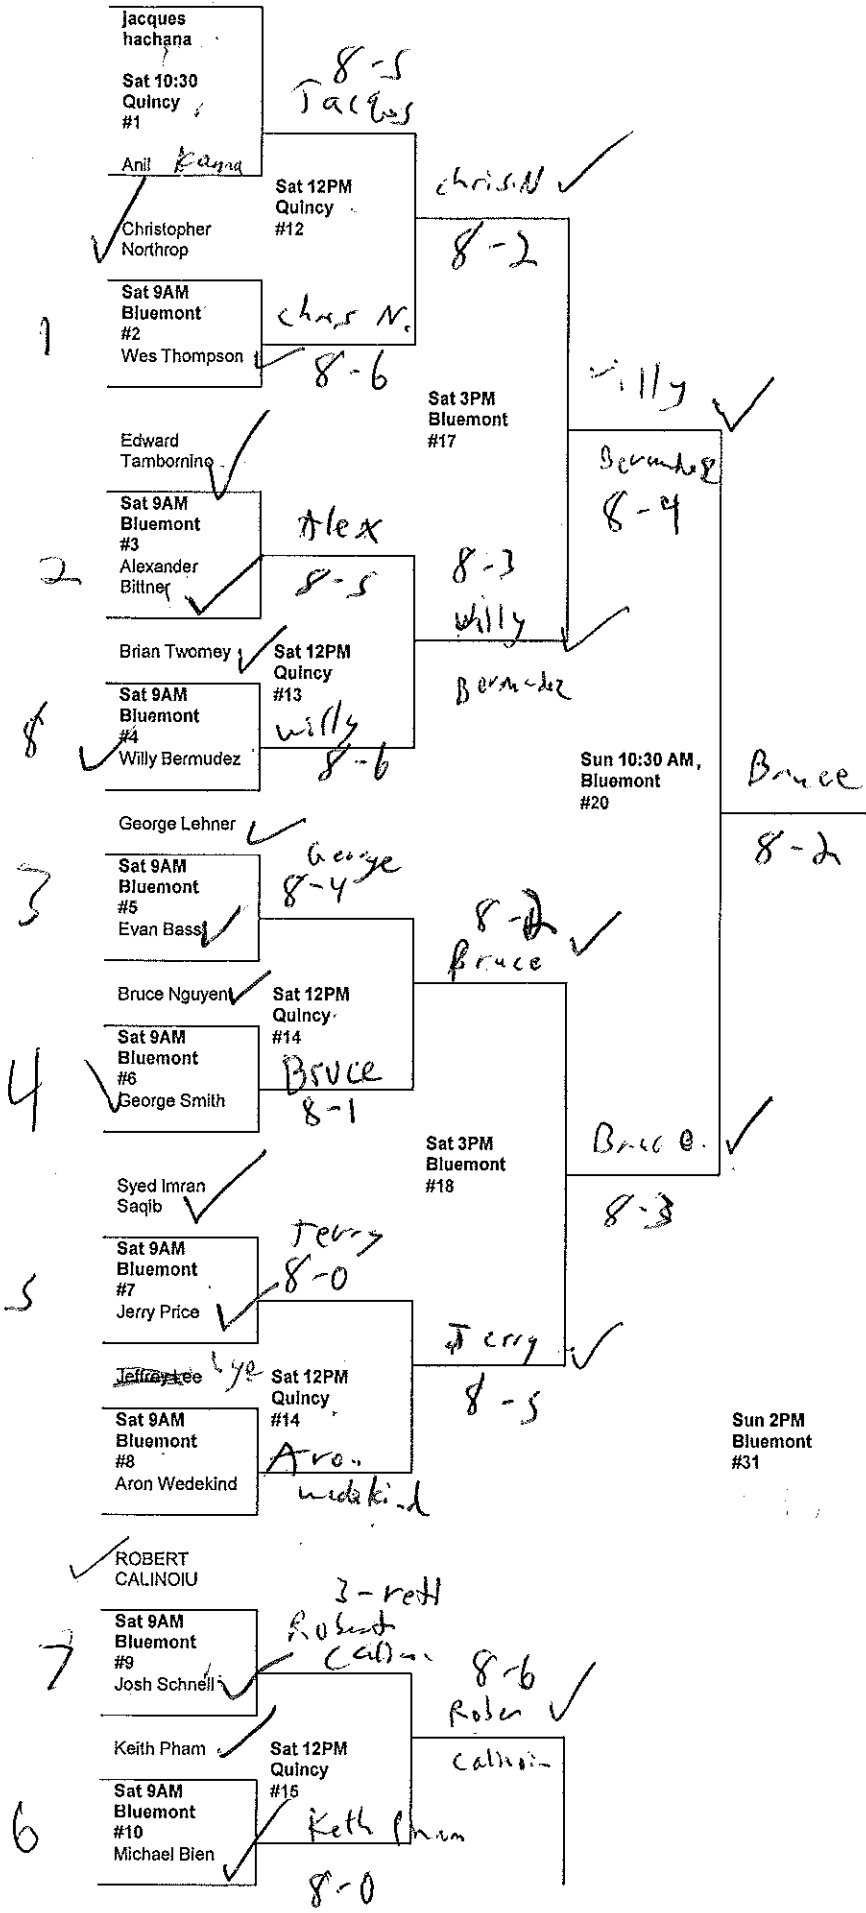 jacques
hachana
Sat 10:30
Quincy
#1
Anil
8-5
Jacques
Sat 12PM
Quincy
#12
chris.N
8-2
Christopher
Northrop
1
Sat 9AM
Bluemont
#2
Wes Thompson
chris N.
8-6
Sat 3PM
Bluemont
#17
willy
Bermudez
8-4
Edward
Tambornino
2
Sat 9AM
Bluemont
#3
Alexander
Bittner
Alex
8-5
8-3
willy
Bermudez
Brian Twomey
Sat 12PM
Quincy
#13
8
Sat 9AM
Bluemont
#4
Willy Bermudez
willy
8-6
Sun 10:30 AM,
Bluemont
#20
Bruce
8-2
George Lehner
3
Sat 9AM
Bluemont
#5
Evan Bass
George
8-4
8-2
Bruce
Bruce Nguyen
Sat 12PM
Quincy
#14
4
Sat 9AM
Bluemont
#6
George Smith
Bruce
8-1
Sat 3PM
Bluemont
#18
Bruce.
8-3
Syed Imran
Saqib
5
Sat 9AM
Bluemont
#7
Jerry Price
Jerry
8-0
Jerry
8-5
Jeffrey Lee bye
Sat 12PM
Quincy
#14
Sat 9AM
Bluemont
#8
Aron Wedekind
Aron
wedekind
Sun 2PM
Bluemont
#31
ROBERT
CALINOIU
7
Sat 9AM
Bluemont
#9
Josh Schnell
Robert
8-6
Calinoiu
Keith Pham
Sat 12PM
Quincy
#15
6
Sat 9AM
Bluemont
#10
Michael Bien
Keth Pham
8-0